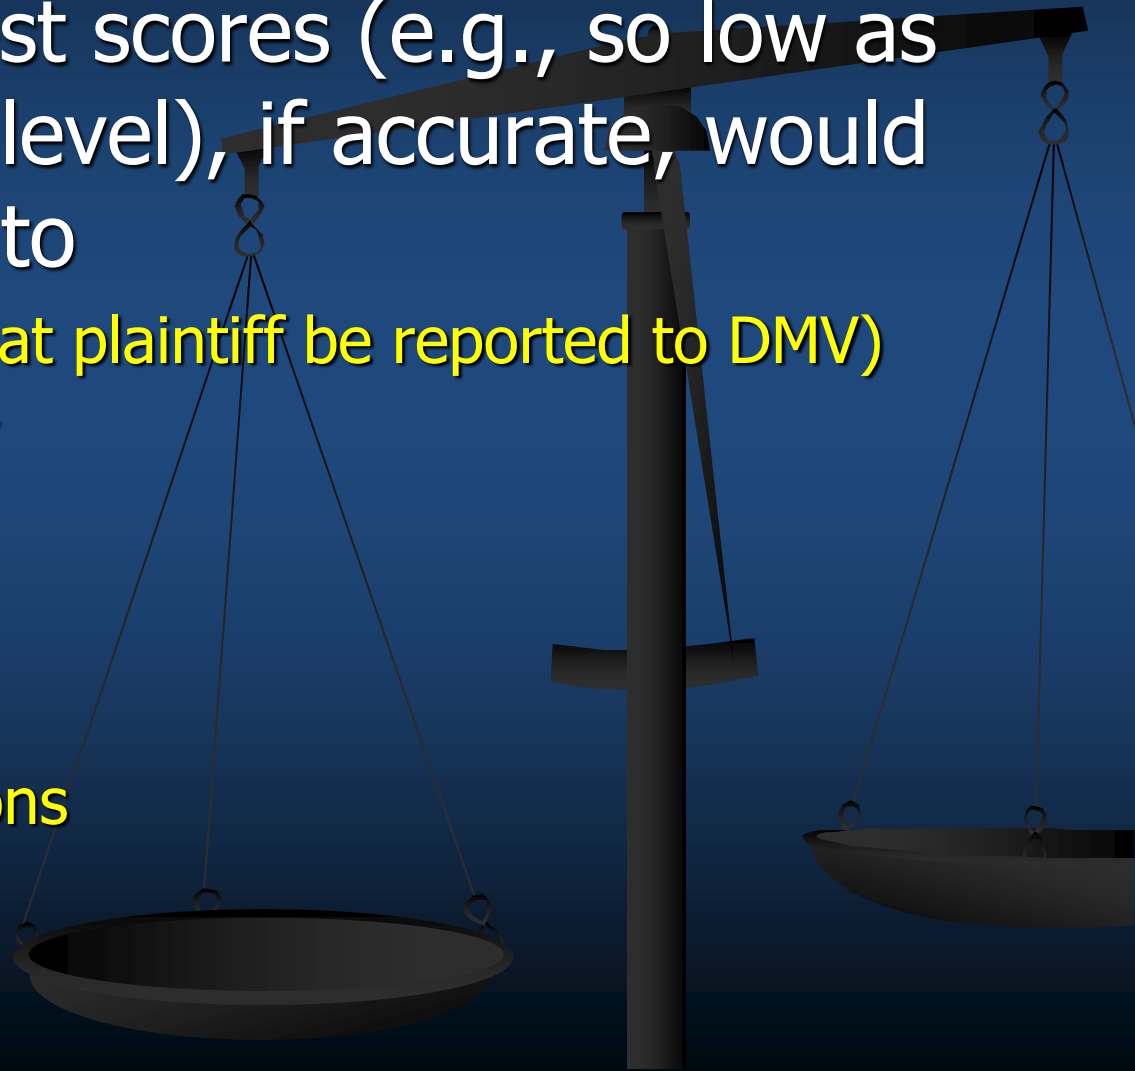 st scores (e.g., so low as
level), if accurate, would
to
at plaintiff be reported to DMV)
ons